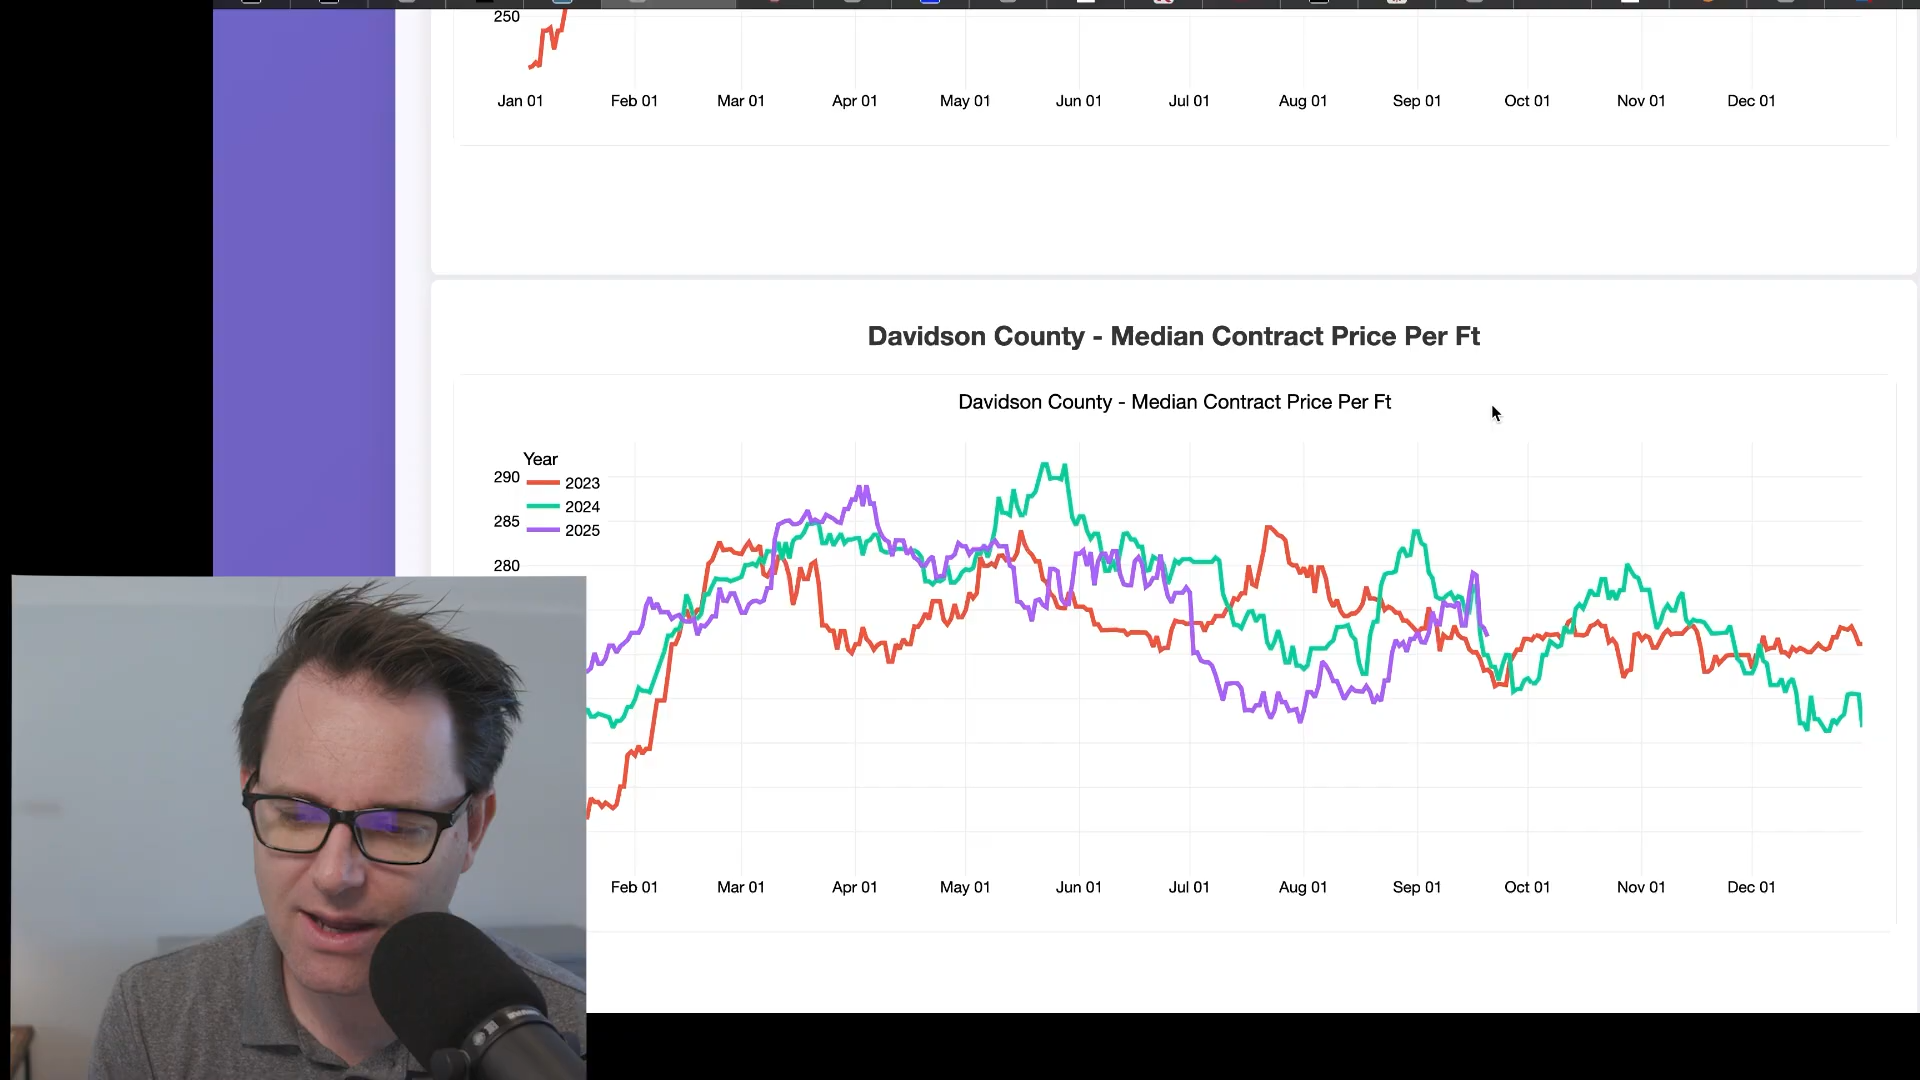 250
Jan 01 Feb 01 Mar 01 Apr 01 May 01 Jun 01 Jul 01 Aug 01 Sep 01 Oct 01 Nov 01 Dec 01
Davidson County - Median Contract Price Per Ft
Davidson County - Median Contract Price Per Ft
Year
290
2023
2024
285
2025
280
Feb 01 Mar 01 Apr 01 May 01 Jun 01 Jul 01 Aug 01 Sep 01 Oct 01 Nov 01 Dec 01